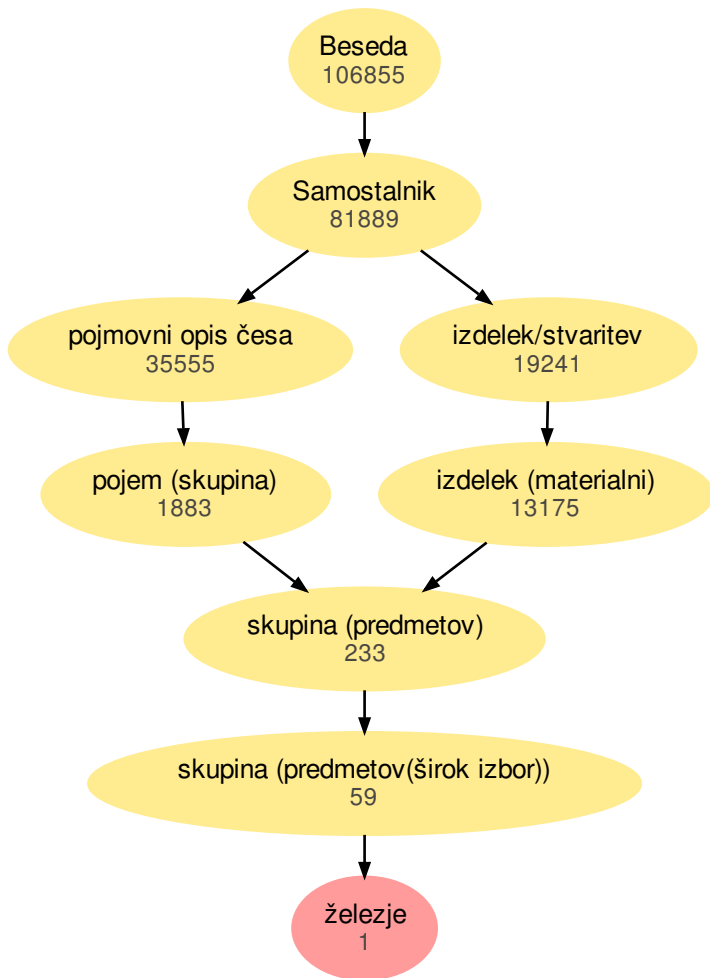 Beseda
106855
Samostalnik
81889
pojmovni opis česa
35555
izdelek/stvaritev
19241
pojem (skupina)
1883
izdelek (materialni)
13175
skupina (predmetov)
233
skupina (predmetov(širok izbor))
59
železje
1